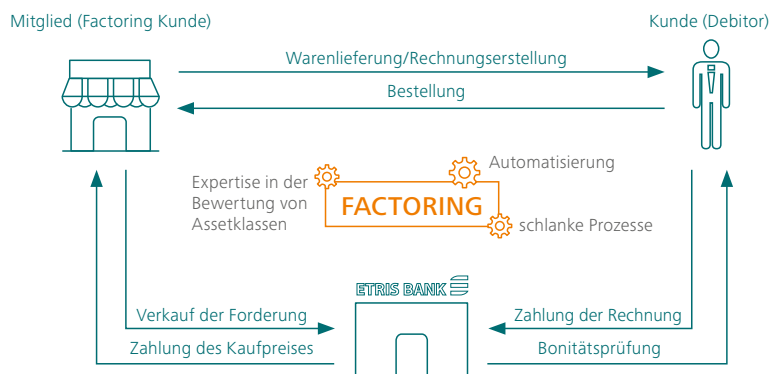 Mitglied (Factoring Kunde)
Kunde (Debitor)
Warenlieferung/Rechnungserstellung
Bestellung
Automatisierung
Expertise in der
Bewertung von
Assetklassen
FACTORING
schlanke Prozesse
ETRIS BANK
Verkauf der Forderung
Zahlung der Rechnung
Zahlung des Kaufpreises
Bonitätsprüfung